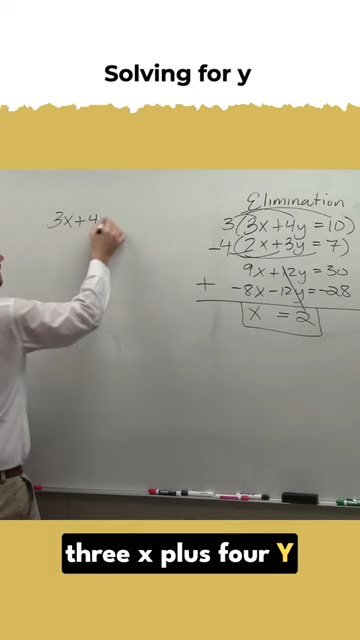 Solving for y
3x+4
Elimination
3(3x+4y=10)
-4(2x+3y=7)
9x+12y=30
+ -8x-12y=-28
x = 2
three x plus four Y